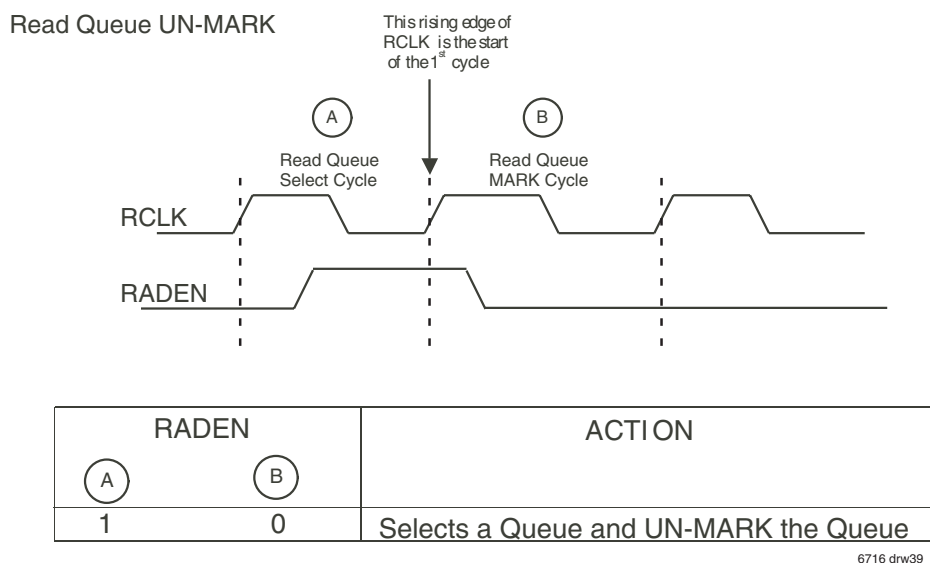 Read Queue UN-MARK
This rising edge of
RCLK is the start
of the 1st cycle
A
B
Read Queue
Select Cycle
Read Queue
MARK Cycle
RCLK
RADEN
RADEN
ACTION
A
B
1
0
Selects a Queue and UN-MARK the Queue
6716 drw39